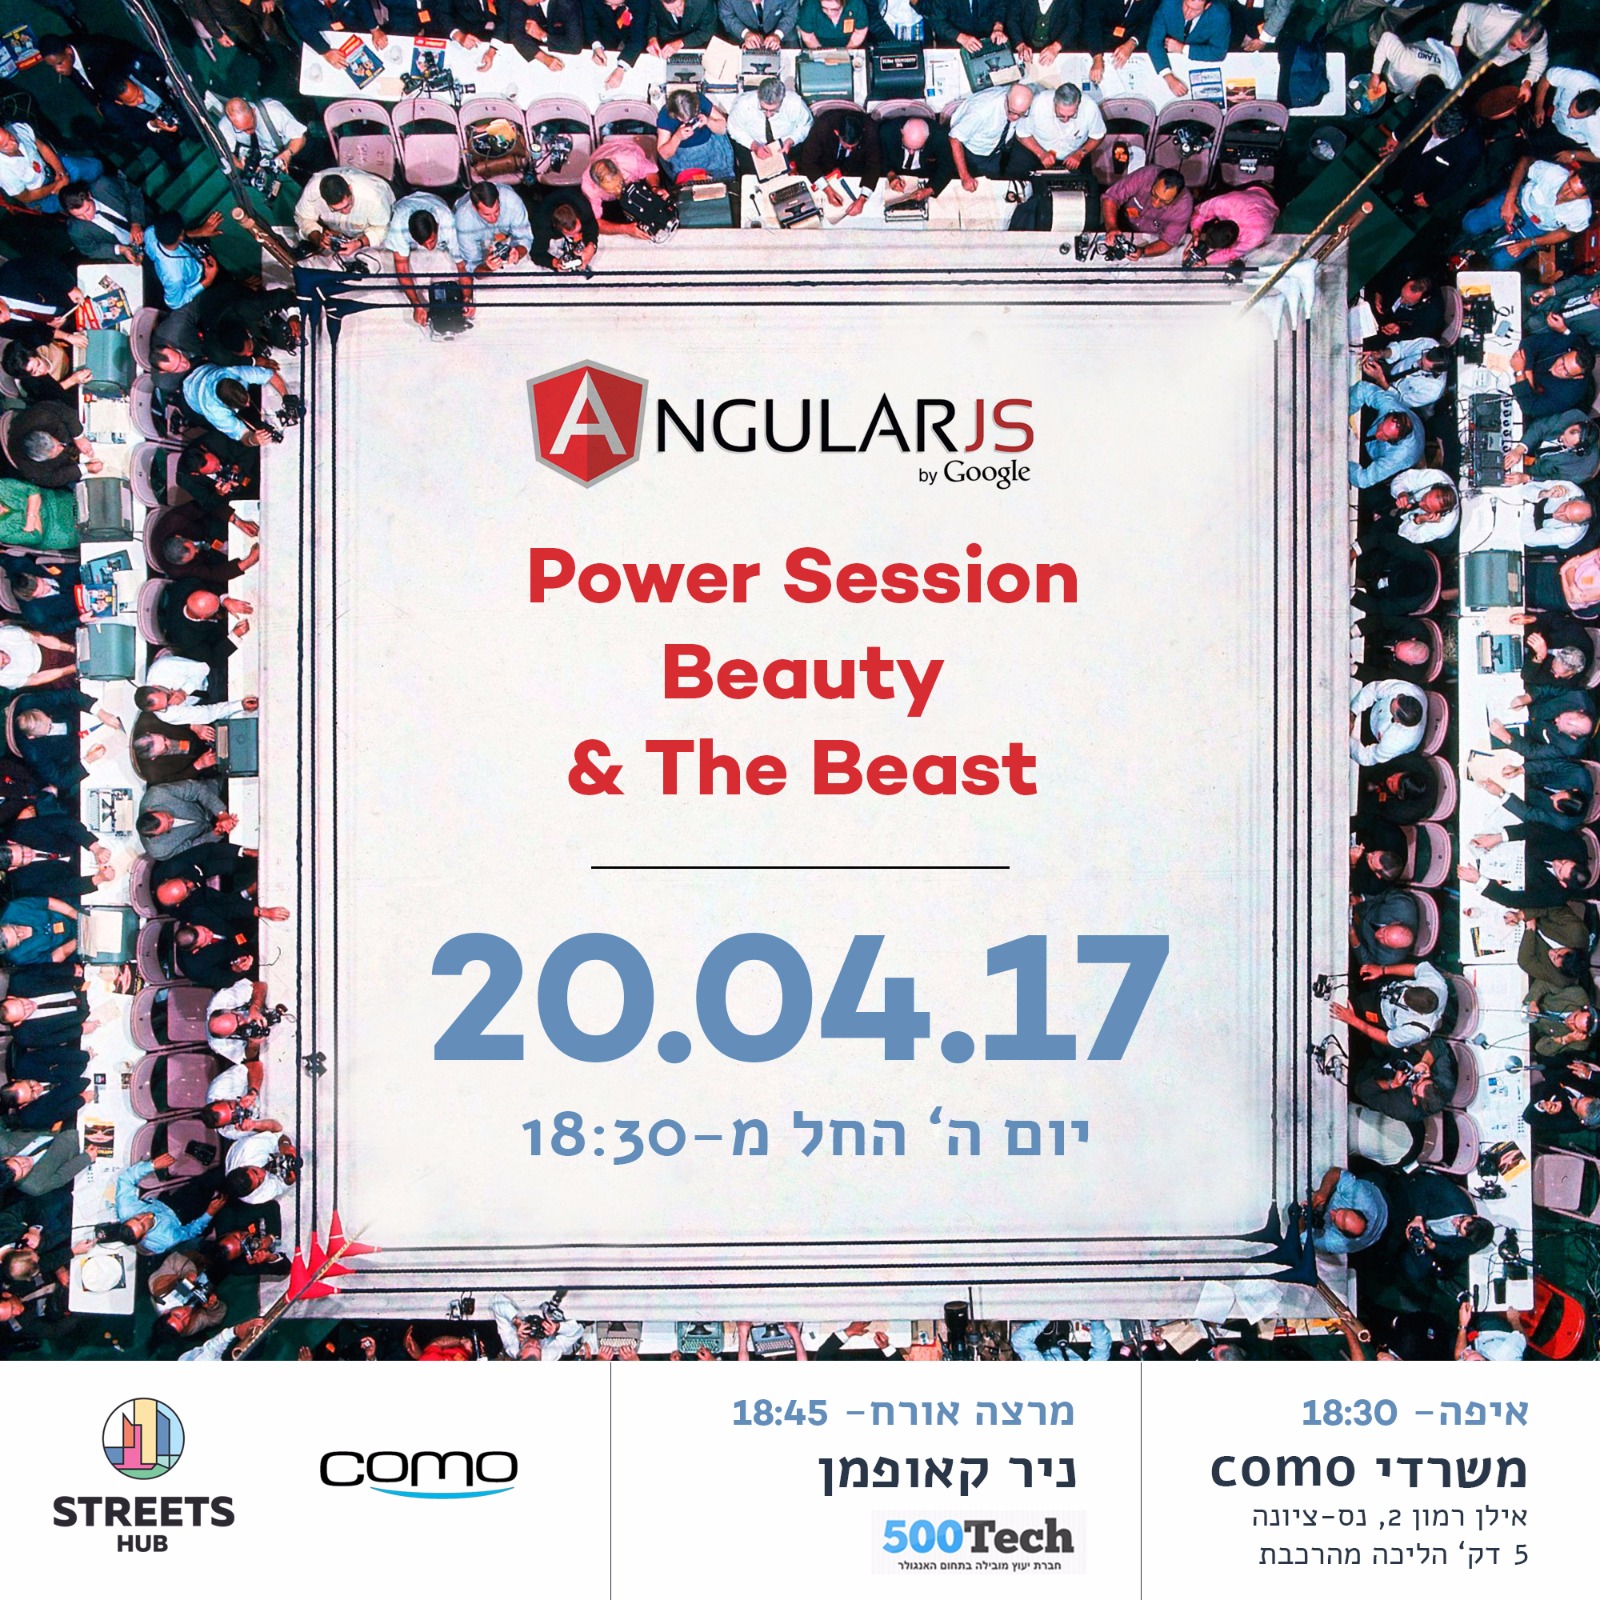 ANGULARJS
by Google
Power Session
Beauty
& The Beast
20.04.17
יום ה‘ החל מ-18:30
איפה- 18:30
משרדי como
אילן רמון 2, נס-ציונה
5 דק‘ הליכה מהרכבת
מרצה אורח- 18:45
ניר קאופמן
500Tech
חברת יעוץ מובילה בתחום האנגולר
como
STREETS
HUB